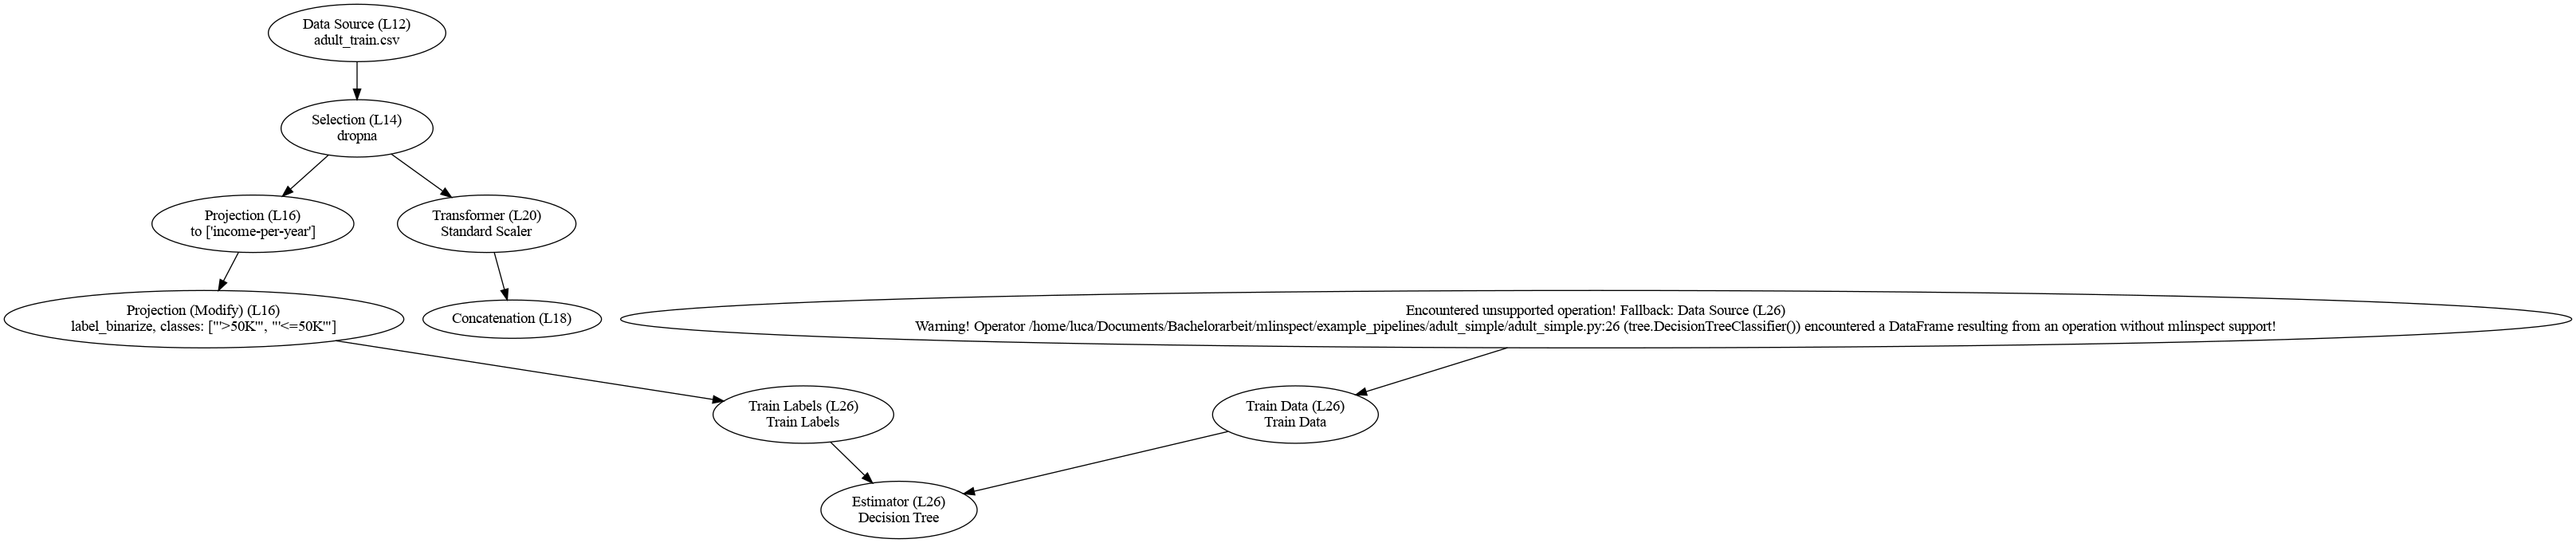 Data Source (L12)
adult_train.csv
Selection (L14)
dropna
Projection (L16)
to ['income-per-year']
Transformer (L20)
Standard Scaler
Projection (Modify) (L16)
label_binarize, classes: ["'>50K'", "'<=50K'"]
Concatenation (L18)
Encountered unsupported operation! Fallback: Data Source (L26)
Warning! Operator /home/luca/Documents/Bachelorarbeit/mlinspect/example_pipelines/adult_simple/adult_simple.py:26 (tree.DecisionTreeClassifier()) encountered a DataFrame resulting from an operation without mlinspect support!
Train Labels (L26)
Train Labels
Train Data (L26)
Train Data
Estimator (L26)
Decision Tree